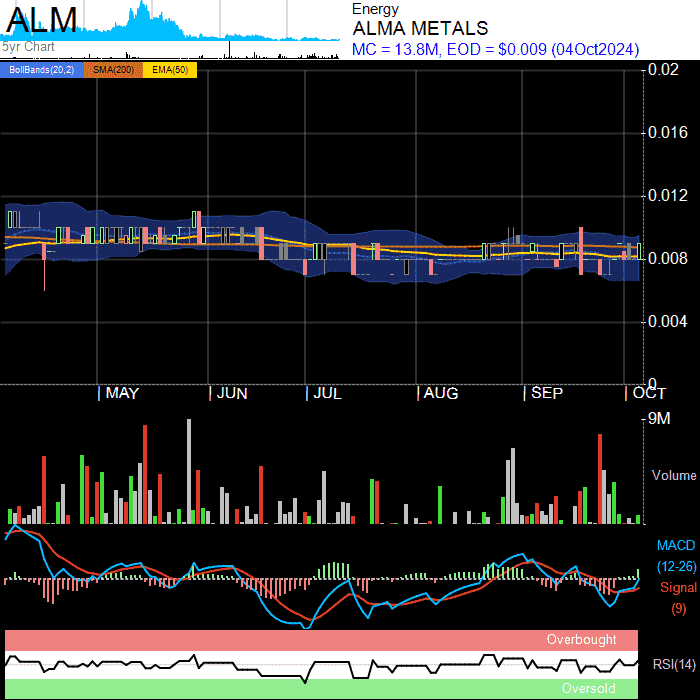 ALM
5yr Chart
Energy
ALMA METALS
MC = 13.8M, EOD = $0.009 (04Oct2024)
BollBands(20,2) SMA(200) EMA(50)
0.02
0.016
0.012
0.008
0.004
0
MAY JUN JUL AUG SEP OCT
9M
Volume
MACD
(12-26)
Signal
(9)
Overbought
RSI(14)
Oversold